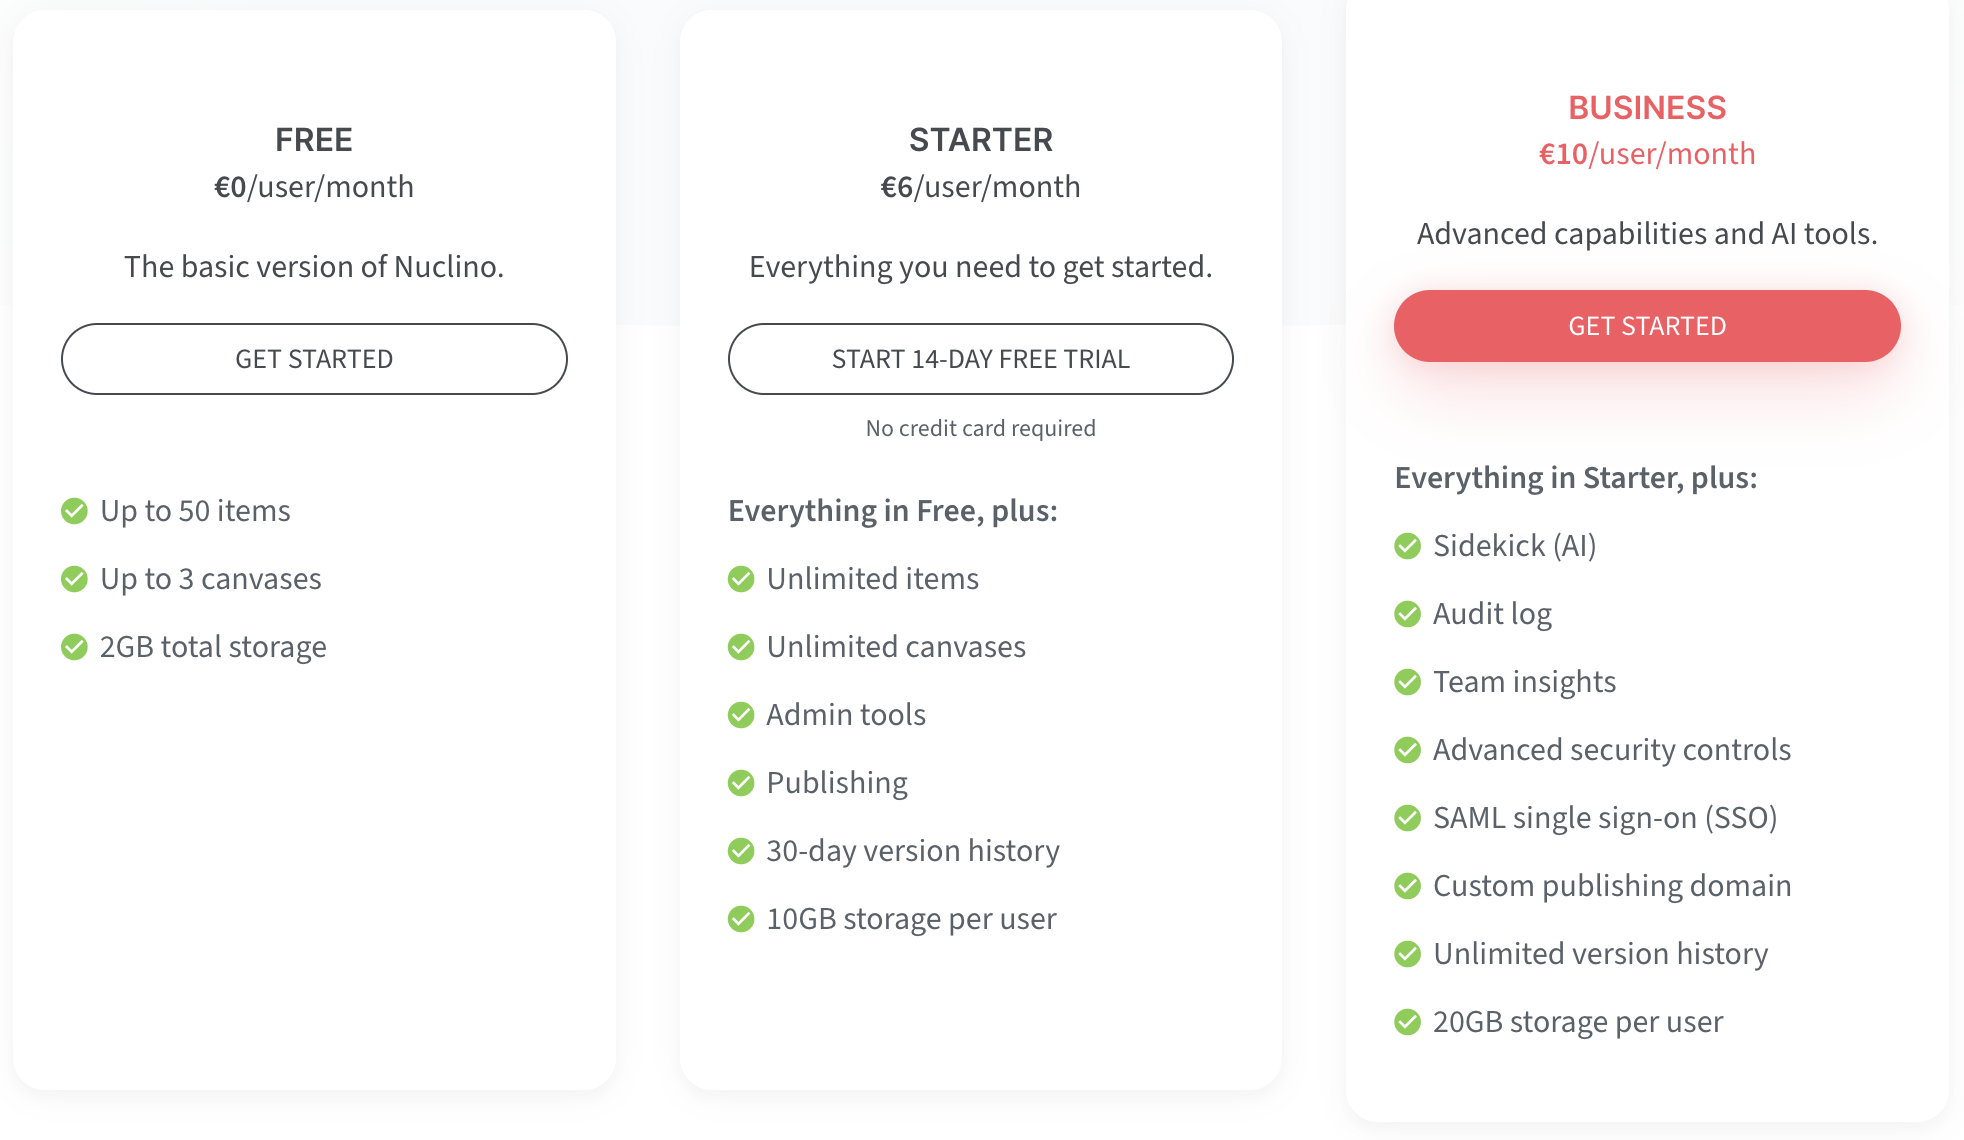 FREE
€0/user/month
The basic version of Nuclino.
GET STARTED
Up to 50 items
Up to 3 canvases
2GB total storage
STARTER
€6/user/month
Everything you need to get started.
START 14-DAY FREE TRIAL
No credit card required
Everything in Free, plus:
Unlimited items
Unlimited canvases
Admin tools
Publishing
30-day version history
10GB storage per user
BUSINESS
€10/user/month
Advanced capabilities and AI tools.
GET STARTED
Everything in Starter, plus:
Sidekick (AI)
Audit log
Team insights
Advanced security controls
SAML single sign-on (SSO)
Custom publishing domain
Unlimited version history
20GB storage per user